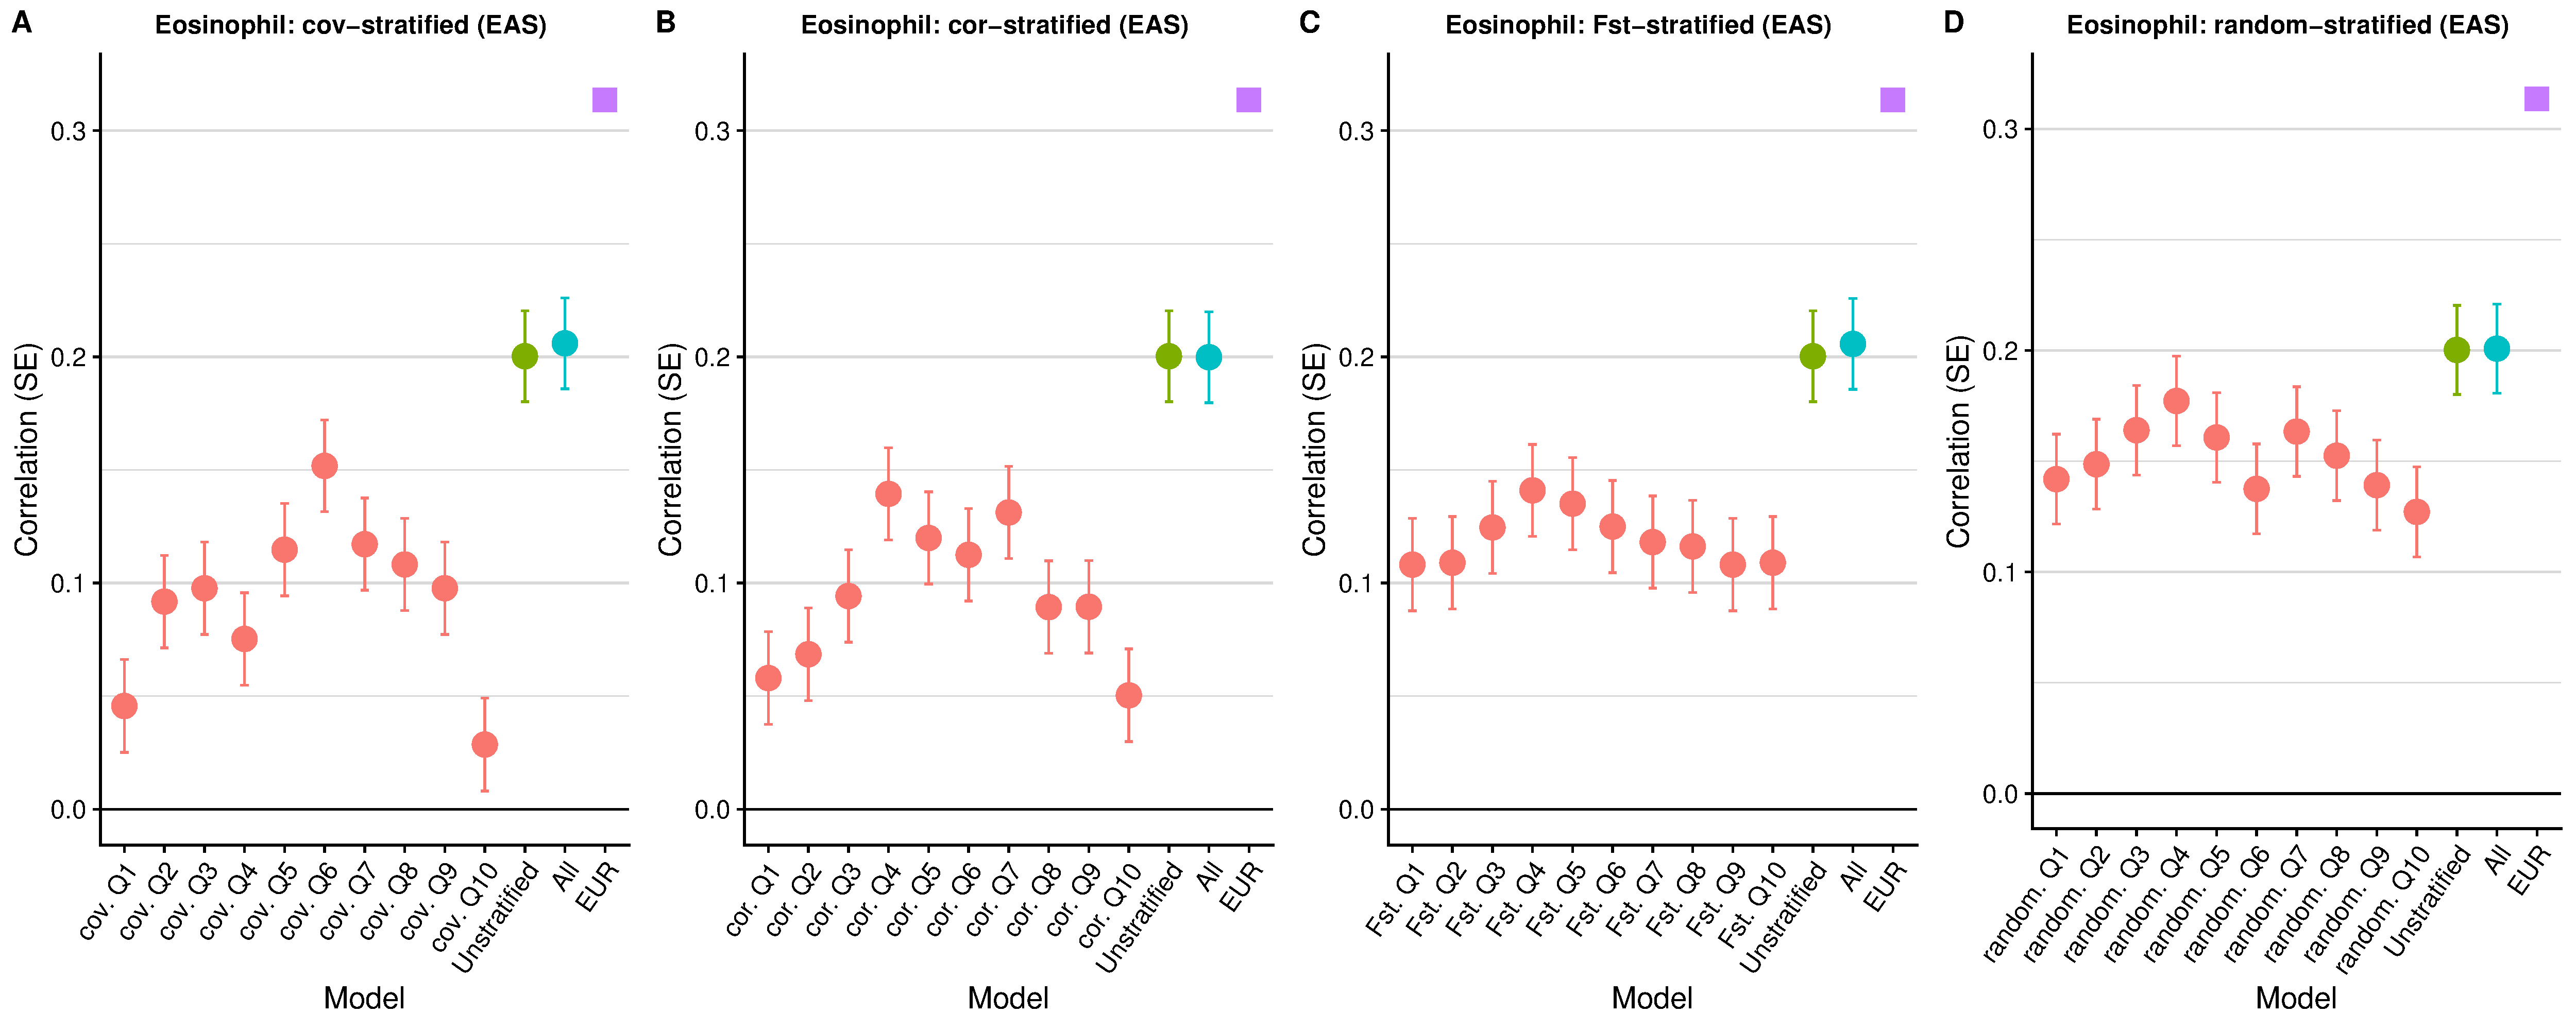 A
Eosinophil: cov−stratified (EAS)
Correlation (SE)
0.3
0.2
0.1
0.0
cov. Q1
cov. Q2
cov. Q3
cov. Q4
cov. Q5
cov. Q6
cov. Q7
cov. Q8
cov. Q9
cov. Q10
Unstratified
All
EUR
Model
B
Eosinophil: cor−stratified (EAS)
Correlation (SE)
0.3
0.2
0.1
0.0
cor. Q1
cor. Q2
cor. Q3
cor. Q4
cor. Q5
cor. Q6
cor. Q7
cor. Q8
cor. Q9
cor. Q10
Unstratified
All
EUR
Model
C
Eosinophil: Fst−stratified (EAS)
Correlation (SE)
0.3
0.2
0.1
0.0
Fst. Q1
Fst. Q2
Fst. Q3
Fst. Q4
Fst. Q5
Fst. Q6
Fst. Q7
Fst. Q8
Fst. Q9
Fst. Q10
Unstratified
All
EUR
Model
D
Eosinophil: random−stratified (EAS)
Correlation (SE)
0.3
0.2
0.1
0.0
random. Q1
random. Q2
random. Q3
random. Q4
random. Q5
random. Q6
random. Q7
random. Q8
random. Q9
random. Q10
Unstratified
All
EUR
Model